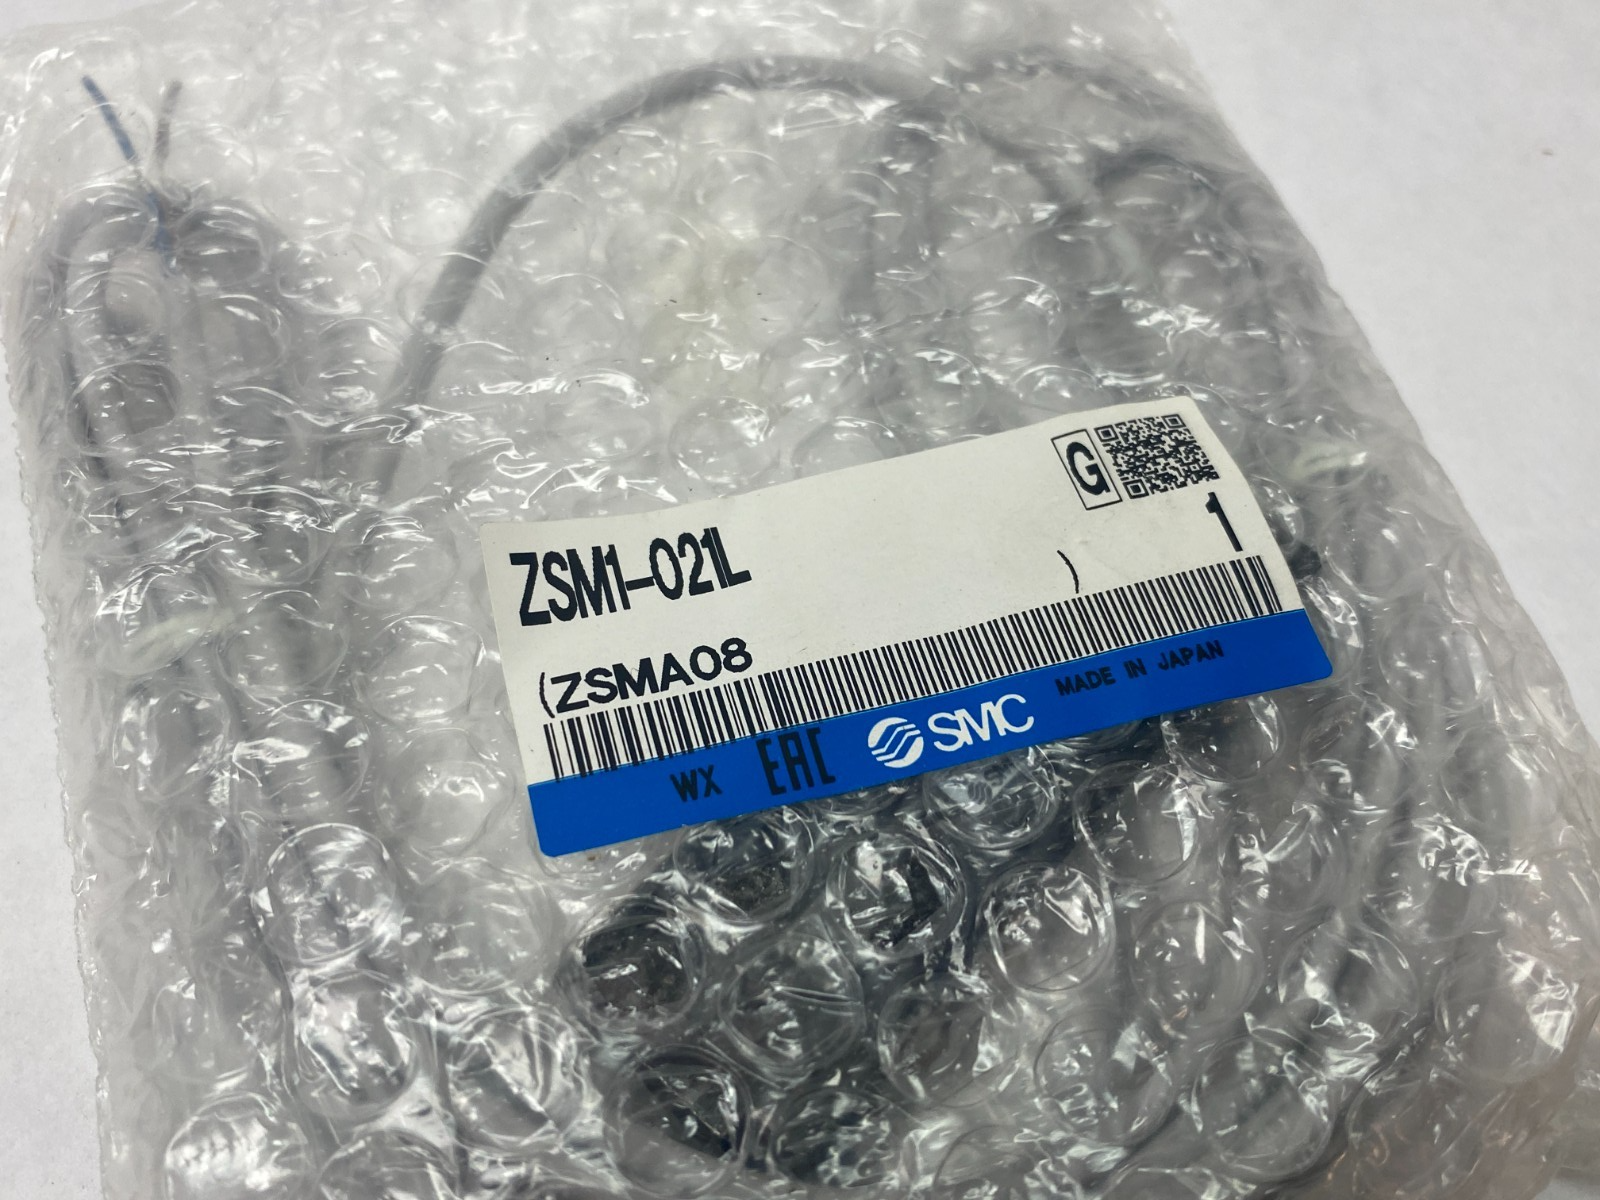 G
ZSM1-021L
1
(ZSMA08 )
WX EAC SMC MADE IN JAPAN